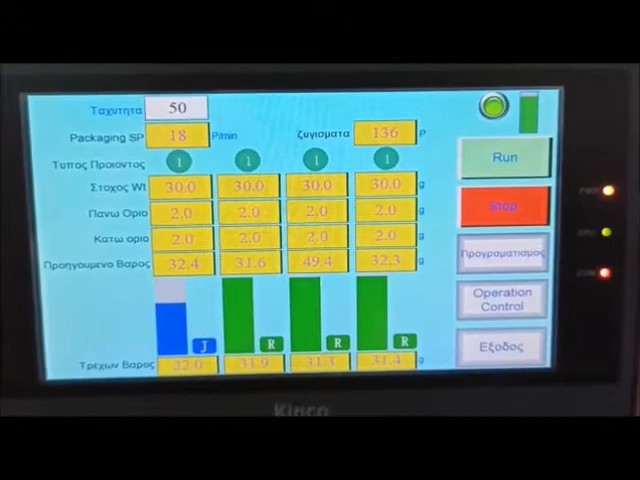 Ταχυτητα 50
Packaging SP 18 P/min ζυγισματα 136 P
Τυπος Προιοντος 1 1 1 1
Στοχος Wt 30.0 30.0 30.0 30.0 g
Πανω Οριο 2.0 2.0 2.0 2.0 g
Κατω οριο 2.0 2.0 2.0 2.0 g
Προηγουμενο Βαρος 32.4 31.6 49.4 32.3 g
J R R R
Τρεχων Βαρος 22.0 31.9 31.3 31.4 g
Run
Stop
Προγραματισμος
Operation
Control
Εξοδος
Kinco